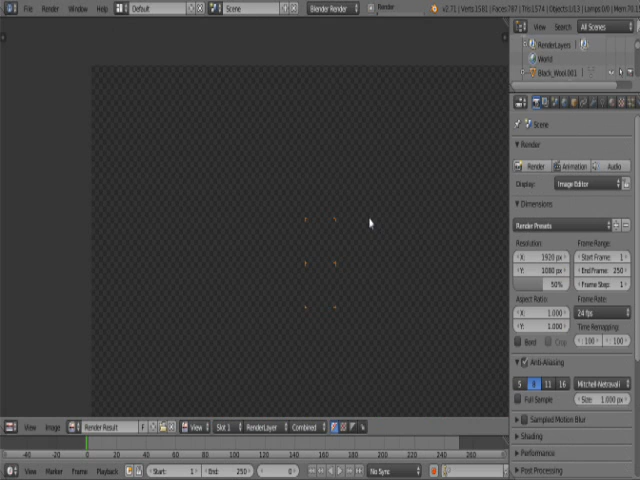 File Render Window Help Default Scene Blender Render Render v2.71 | Verts:1581 | Faces:787 | Tris:1574 | Objects:1/13 | Lamps:0/0 | Mem:70.1
View Search All Scenes
RenderLayers
World
Black_Wool.001
Scene
Render
Render Animation Audio
Display: Image Editor
Dimensions
Render Presets
Resolution: Frame Range:
X: 1920 px Start Frame: 1
Y: 1080 px End Frame: 250
50% Frame Step: 1
Aspect Ratio: Frame Rate:
X: 1.000 24 fps
Y: 1.000 Time Remapping:
Bord Crop 100 100
Anti-Aliasing
5 8 11 16 Mitchell-Netravali
Full Sample Size: 1.000 px
Sampled Motion Blur
Shading
Performance
Post Processing
View Image Render Result F View Slot 1 RenderLayer Combined
-40 -20 0 20 40 60 80 100 120 140 160 180 200 220 240 260
View Marker Frame Playback Start: 1 End: 250 0 No Sync